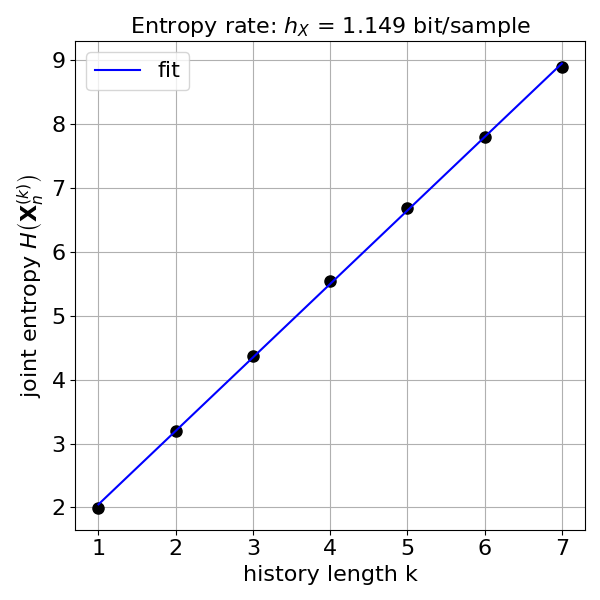 Entropy rate: h_X = 1.149 bit/sample
fit
joint entropy H(𝐗_n^(k))
9
8
7
6
5
4
3
2
1 2 3 4 5 6 7
history length k